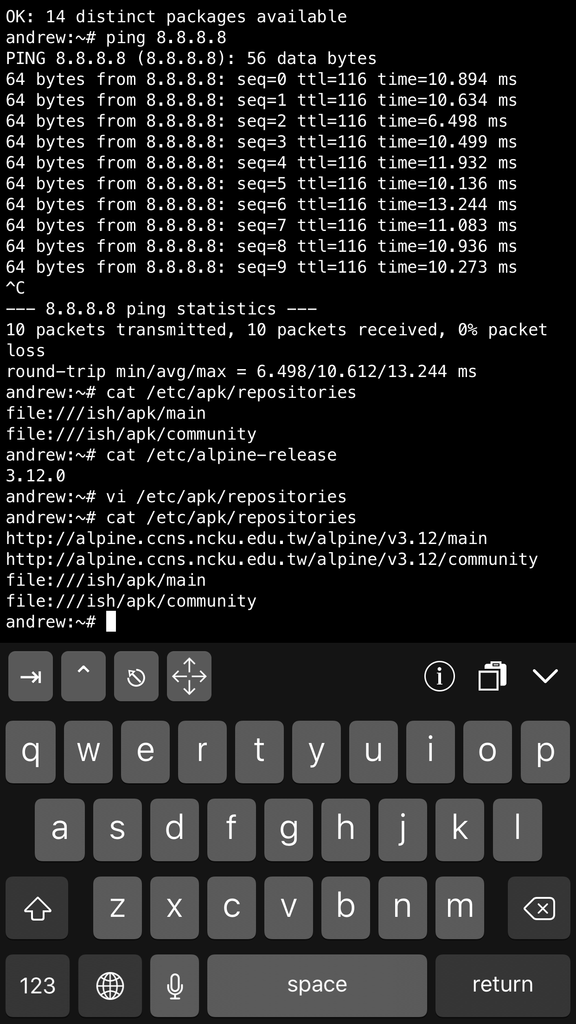 OK: 14 distinct packages available
andrew:~# ping 8.8.8.8
PING 8.8.8.8 (8.8.8.8): 56 data bytes
64 bytes from 8.8.8.8: seq=0 ttl=116 time=10.894 ms
64 bytes from 8.8.8.8: seq=1 ttl=116 time=10.634 ms
64 bytes from 8.8.8.8: seq=2 ttl=116 time=6.498 ms
64 bytes from 8.8.8.8: seq=3 ttl=116 time=10.499 ms
64 bytes from 8.8.8.8: seq=4 ttl=116 time=11.932 ms
64 bytes from 8.8.8.8: seq=5 ttl=116 time=10.136 ms
64 bytes from 8.8.8.8: seq=6 ttl=116 time=13.244 ms
64 bytes from 8.8.8.8: seq=7 ttl=116 time=11.083 ms
64 bytes from 8.8.8.8: seq=8 ttl=116 time=10.936 ms
64 bytes from 8.8.8.8: seq=9 ttl=116 time=10.273 ms
^C
--- 8.8.8.8 ping statistics ---
10 packets transmitted, 10 packets received, 0% packet
loss
round-trip min/avg/max = 6.498/10.612/13.244 ms
andrew:~# cat /etc/apk/repositories
file:///ish/apk/main
file:///ish/apk/community
andrew:~# cat /etc/alpine-release
3.12.0
andrew:~# vi /etc/apk/repositories
andrew:~# cat /etc/apk/repositories
http://alpine.ccns.ncku.edu.tw/alpine/v3.12/main
http://alpine.ccns.ncku.edu.tw/alpine/v3.12/community
file:///ish/apk/main
file:///ish/apk/community
andrew:~#
q w e r t y u i o p
a s d f g h j k l
z x c v b n m
123 space return